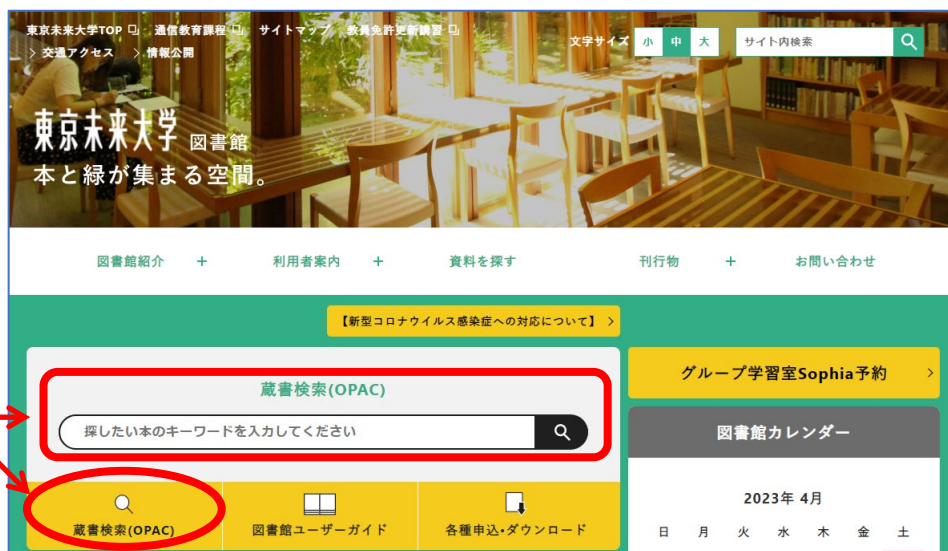 東京未来大学TOP 通信教育課程 サイトマップ 教員免許更新講習
> 交通アクセス > 情報公開
文字サイズ 小 中 大 サイト内検索
東京未来大学 図書館
本と緑が集まる空間。
図書館紹介 + 利用者案内 + 資料を探す 刊行物 + お問い合わせ
【新型コロナウイルス感染症への対応について】 >
蔵書検索(OPAC)
探したい本のキーワードを入力してください
蔵書検索(OPAC) 図書館ユーザーガイド 各種申込・ダウンロード
グループ学習室Sophia予約 >
図書館カレンダー
2023年 4月
日 月 火 水 木 金 土